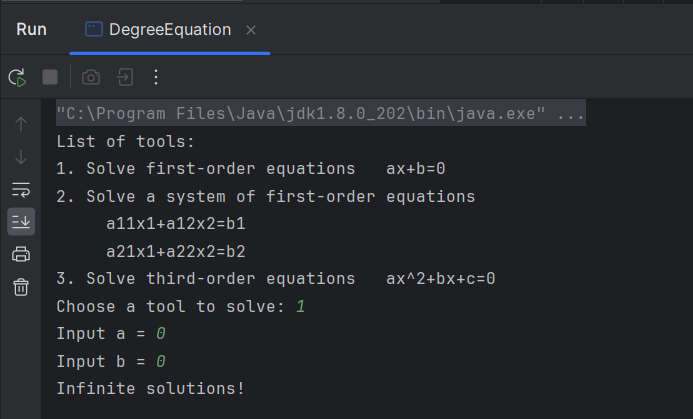 Run DegreeEquation
"C:\Program Files\Java\jdk1.8.0_202\bin\java.exe" ...
List of tools:
1. Solve first-order equations   ax+b=0
2. Solve a system of first-order equations
     a11x1+a12x2=b1
     a21x1+a22x2=b2
3. Solve third-order equations   ax^2+bx+c=0
Choose a tool to solve: 1
Input a = 0
Input b = 0
Infinite solutions!